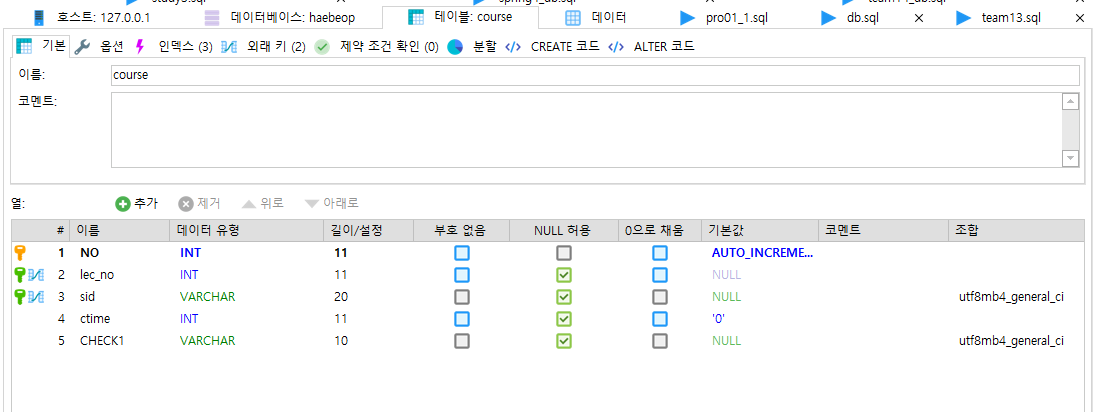 study5.sql spring4_db.sql team14_db.sql
호스트: 127.0.0.1 데이터베이스: haebeop 테이블: course 데이터 pro01_1.sql db.sql team13.sql
기본 옵션 인덱스 (3) 외래 키 (2) 제약 조건 확인 (0) 분할 CREATE 코드 ALTER 코드
이름: course
코멘트:
열: 추가 제거 위로 아래로
# 이름 데이터 유형 길이/설정 부호 없음 NULL 허용 0으로 채움 기본값 코멘트 조합
1 NO INT 11 AUTO_INCREME...
2 lec_no INT 11 NULL
3 sid VARCHAR 20 NULL utf8mb4_general_ci
4 ctime INT 11 '0'
5 CHECK1 VARCHAR 10 NULL utf8mb4_general_ci